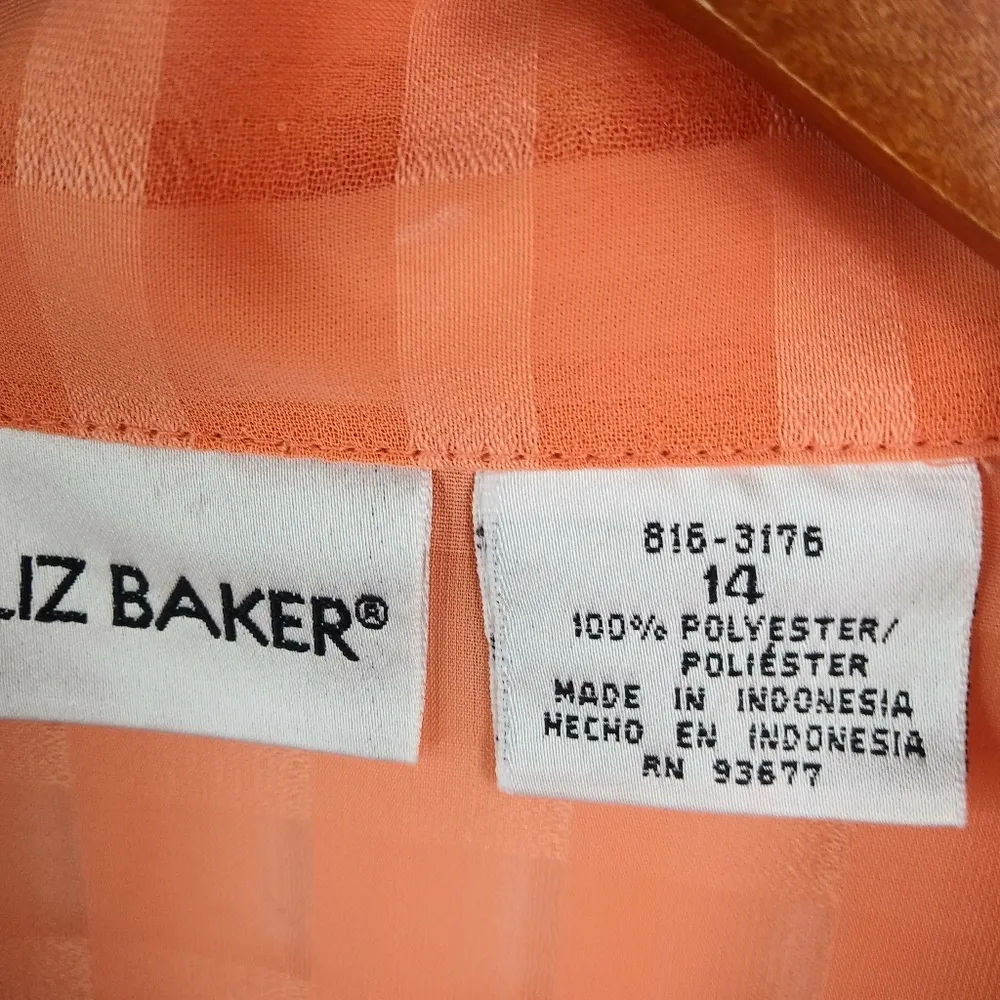 LIZ BAKER®
816-3176
14
100% POLYESTER/
POLIÉSTER
MADE IN INDONESIA
HECHO EN INDONESIA
RN 93677